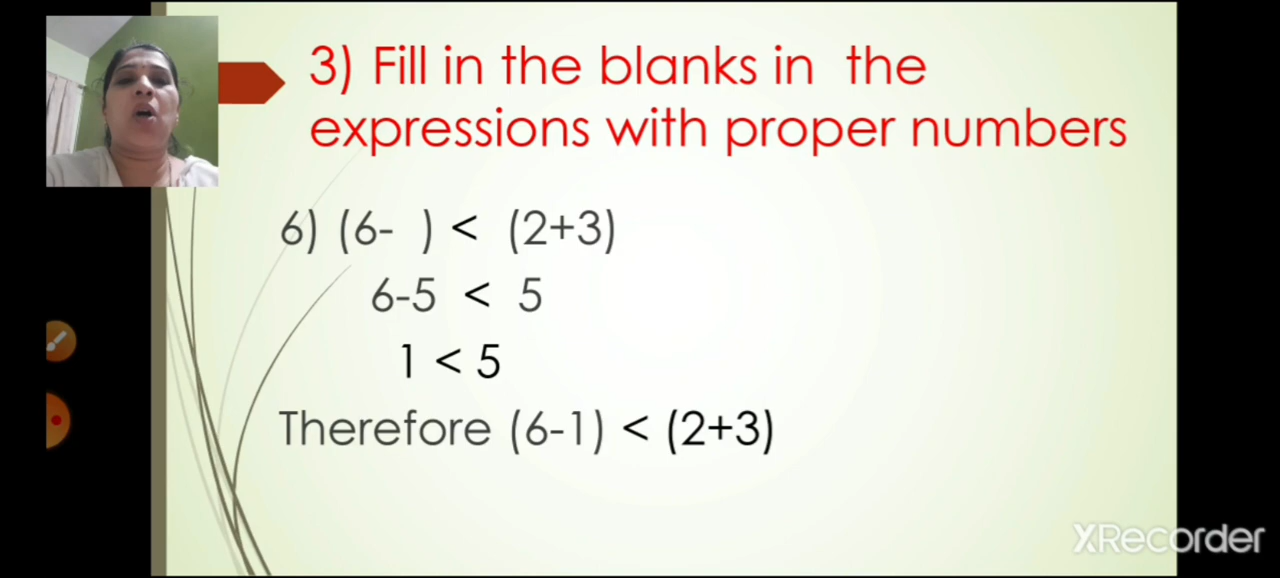 3) Fill in the blanks in the
expressions with proper numbers
6) (6- ) < (2+3)
6-5 < 5
1 < 5
Therefore (6-1) < (2+3)
XRecorder